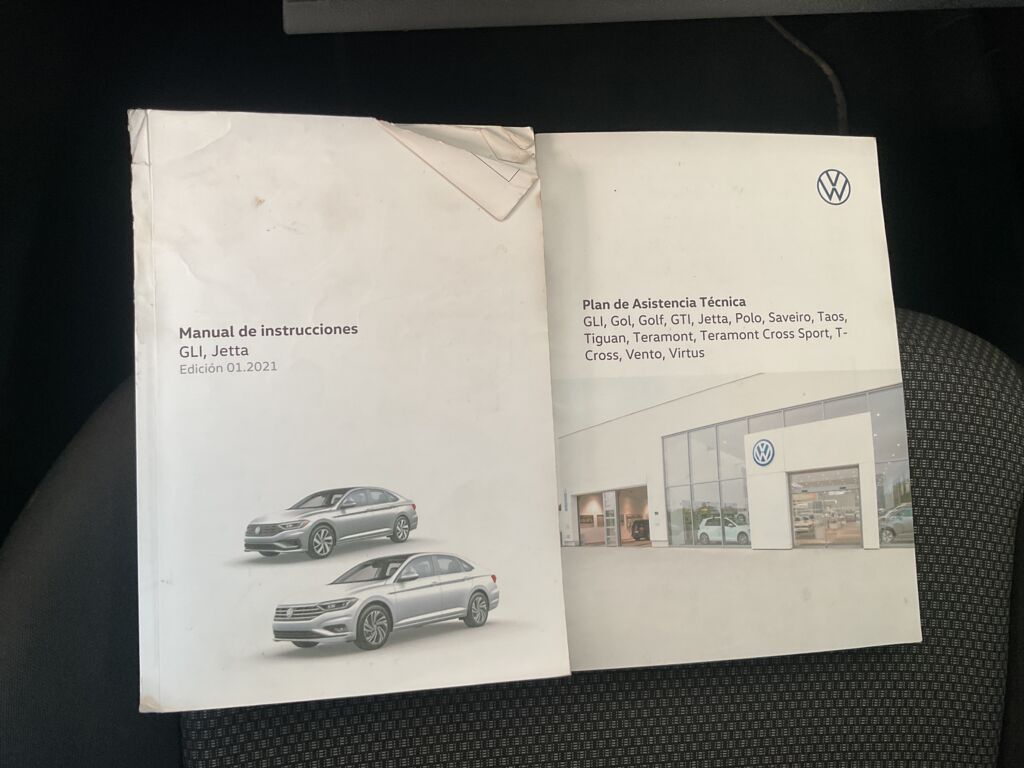 Manual de instrucciones
GLI, Jetta
Edición 01.2021
Plan de Asistencia Técnica
GLI, Gol, Golf, GTI, Jetta, Polo, Saveiro, Taos,
Tiguan, Teramont, Teramont Cross Sport, T-
Cross, Vento, Virtus